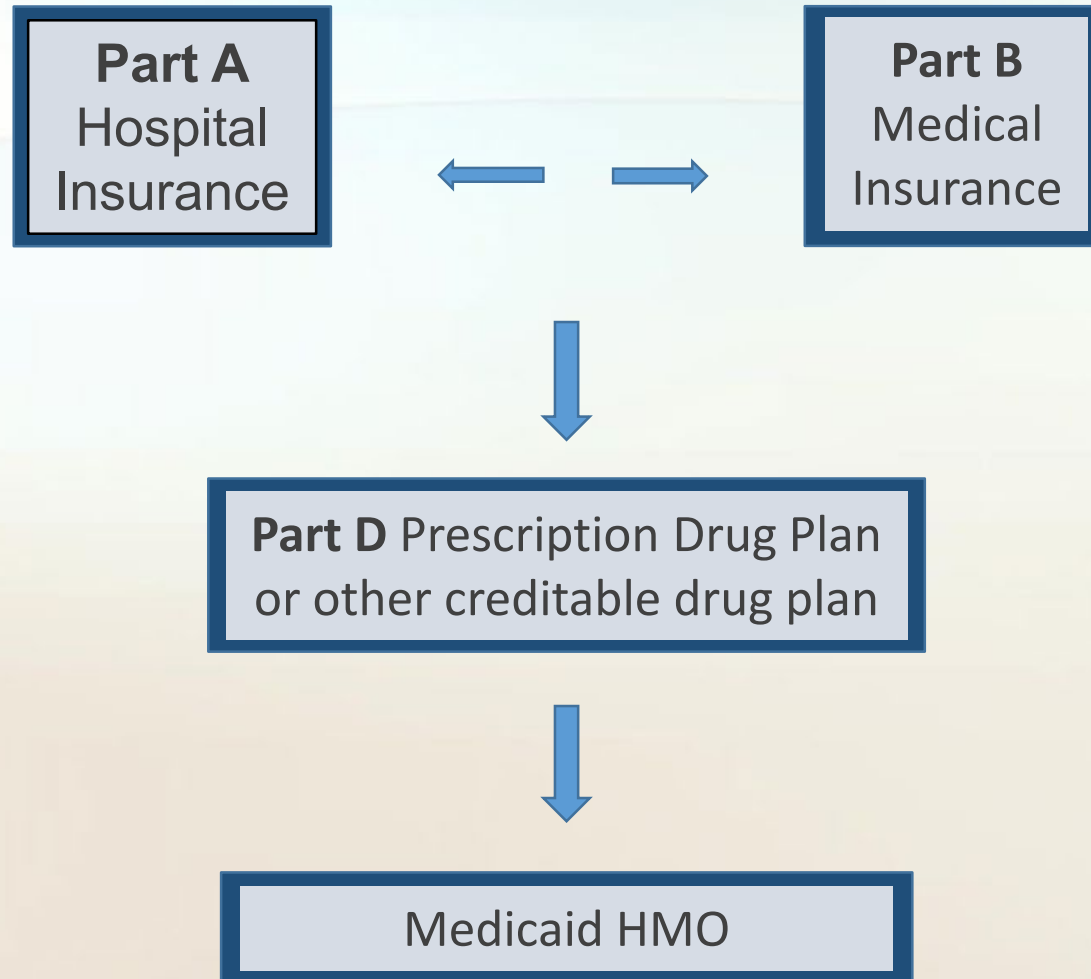 Part A
Hospital
Insurance
Part B
Medical
Insurance
Part D Prescription Drug Plan
or other creditable drug plan
Medicaid HMO